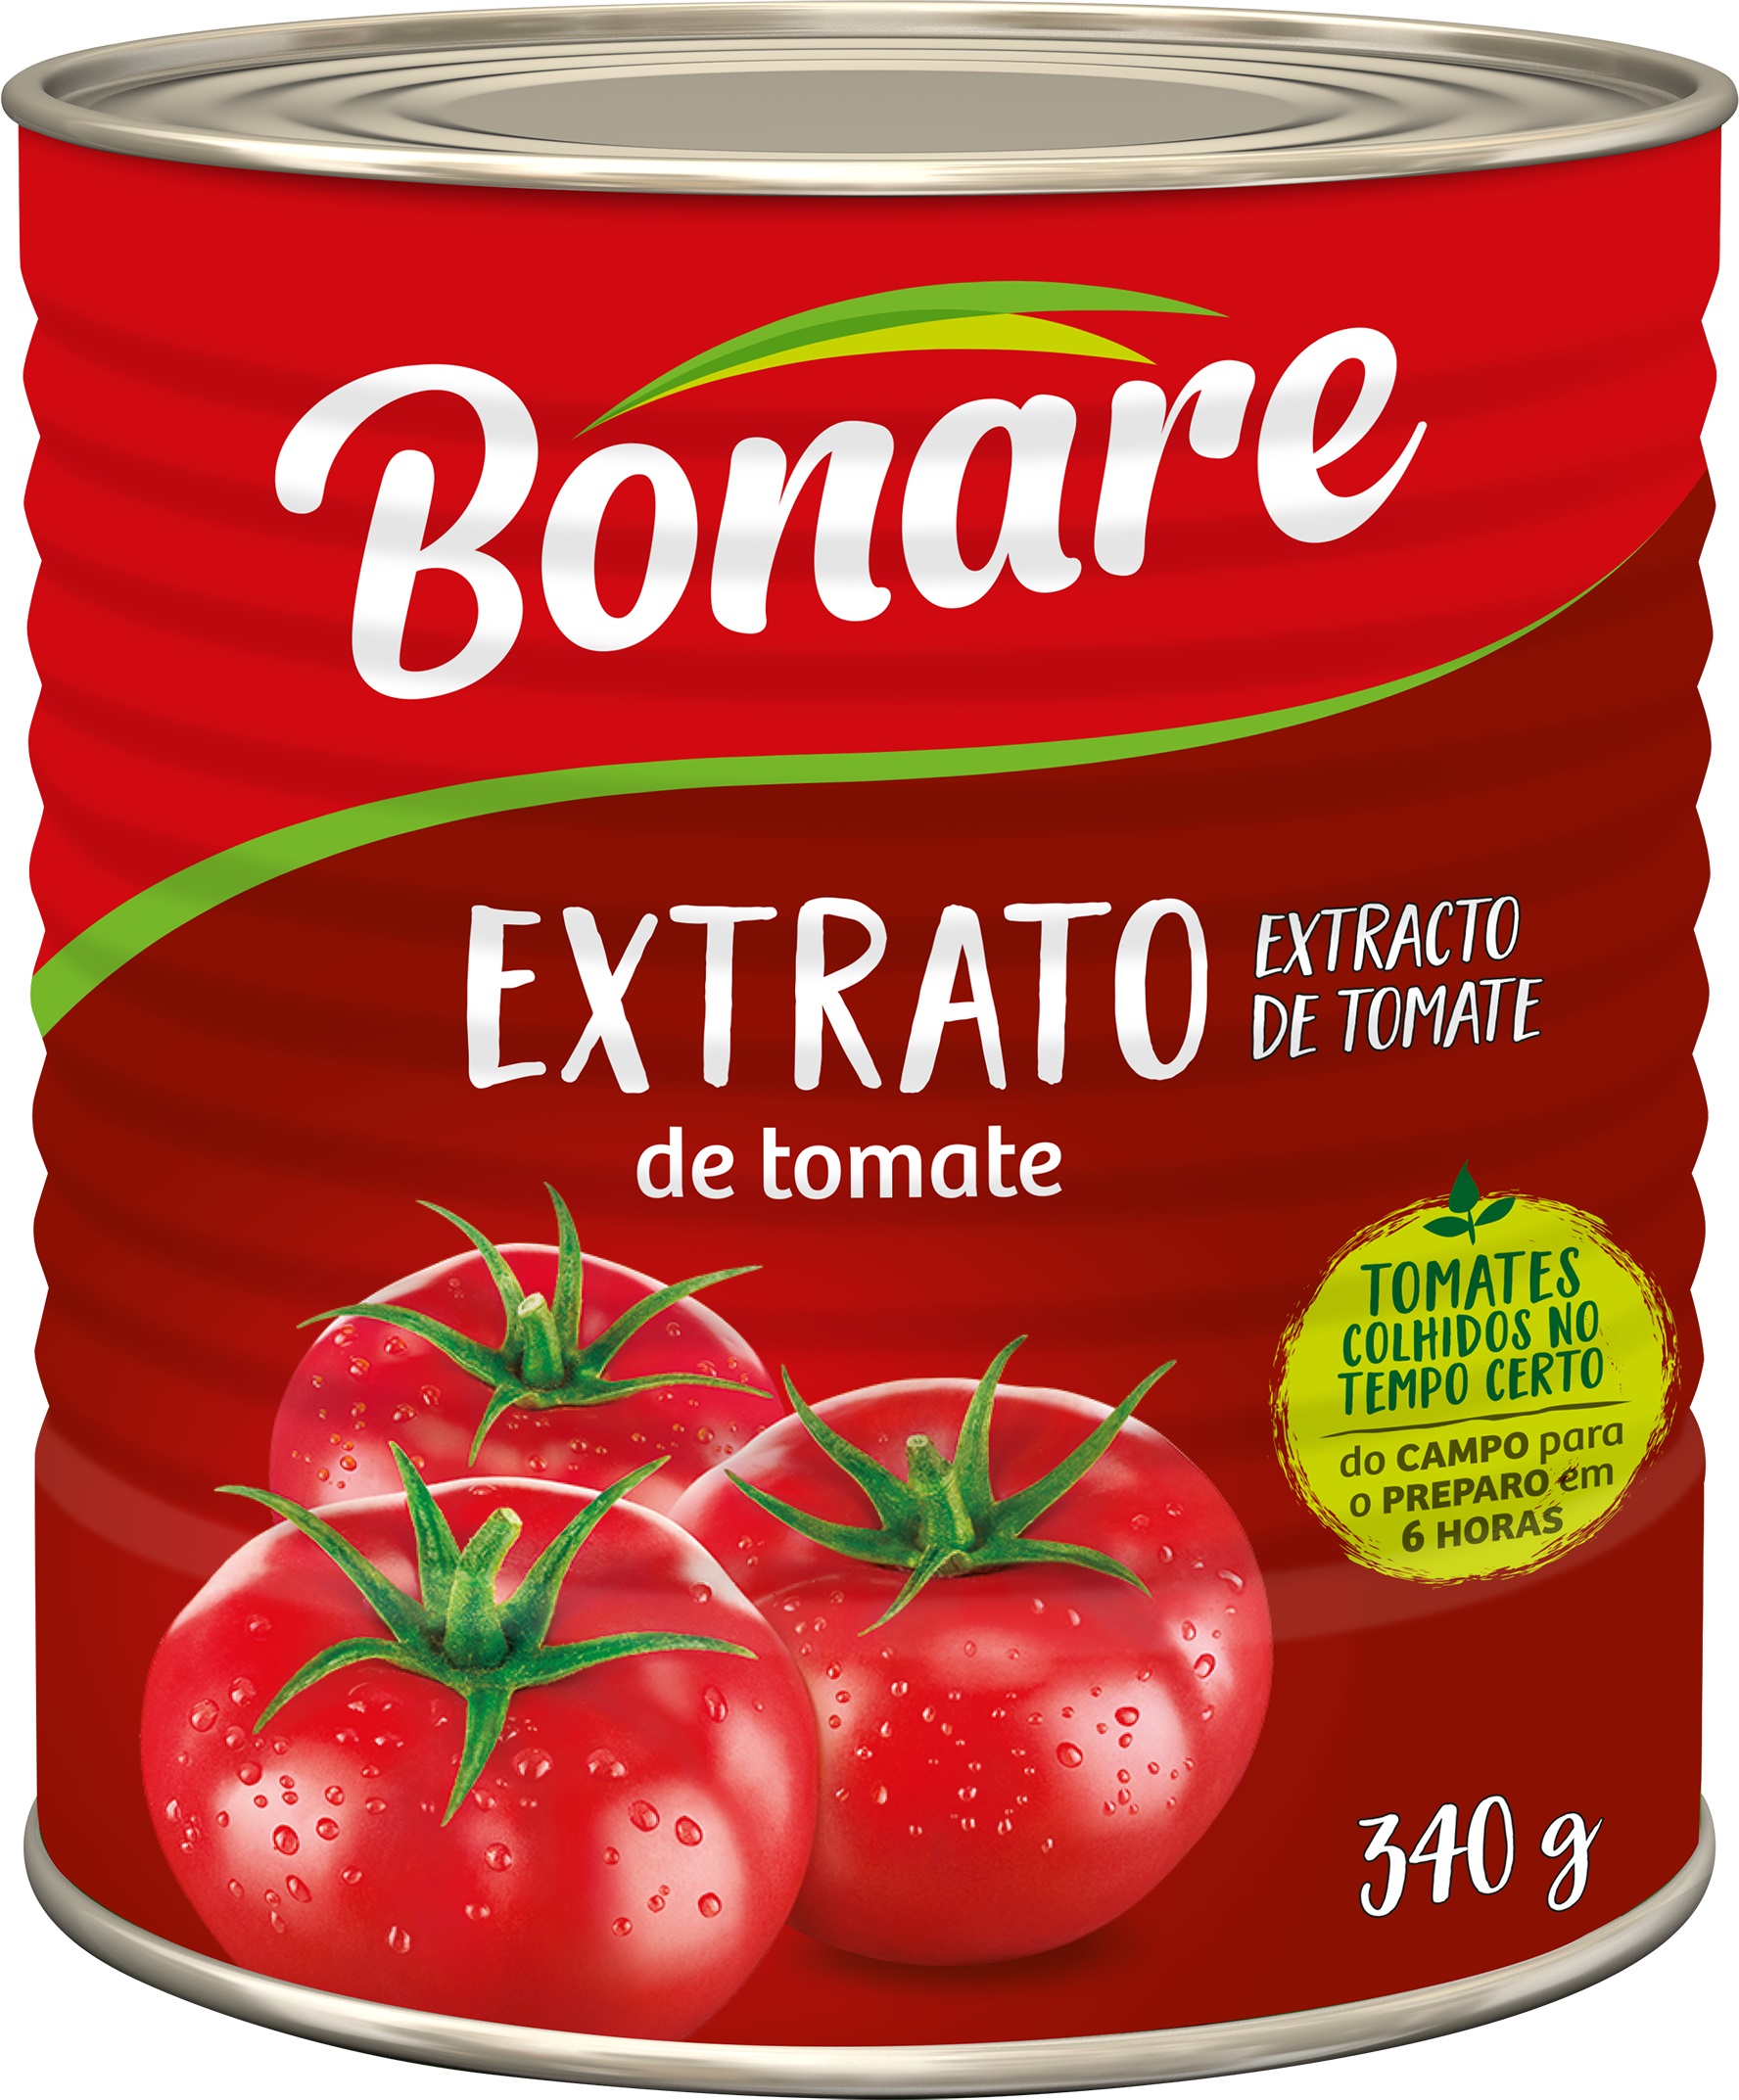 Bonare
EXTRATO
de tomate
EXTRACTO
DE TOMATE
TOMATES
COLHIDOS NO
TEMPO CERTO
do CAMPO para
o PREPARO em
6 HORAS
340 g